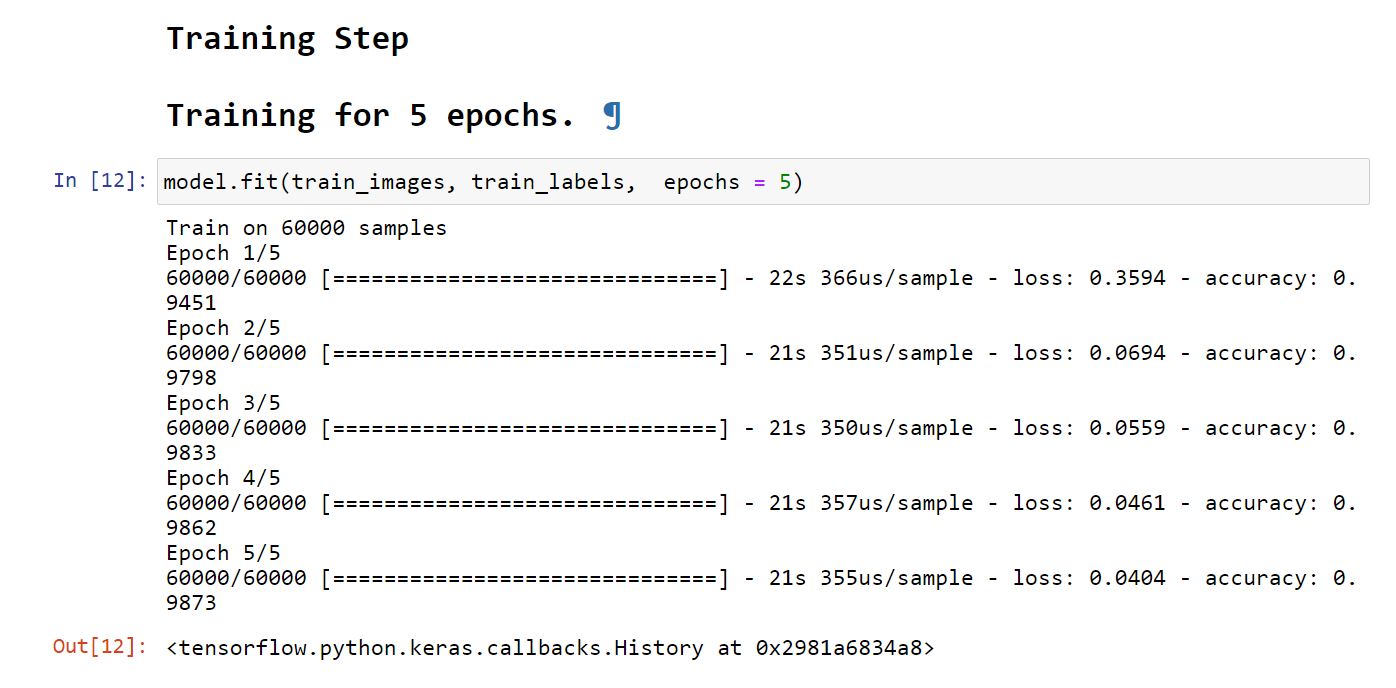 Training Step
Training for 5 epochs. ¶
In [12]: model.fit(train_images, train_labels,  epochs = 5)
Train on 60000 samples
Epoch 1/5
60000/60000 [==============================] - 22s 366us/sample - loss: 0.3594 - accuracy: 0.
9451
Epoch 2/5
60000/60000 [==============================] - 21s 351us/sample - loss: 0.0694 - accuracy: 0.
9798
Epoch 3/5
60000/60000 [==============================] - 21s 350us/sample - loss: 0.0559 - accuracy: 0.
9833
Epoch 4/5
60000/60000 [==============================] - 21s 357us/sample - loss: 0.0461 - accuracy: 0.
9862
Epoch 5/5
60000/60000 [==============================] - 21s 355us/sample - loss: 0.0404 - accuracy: 0.
9873
Out[12]: <tensorflow.python.keras.callbacks.History at 0x2981a6834a8>